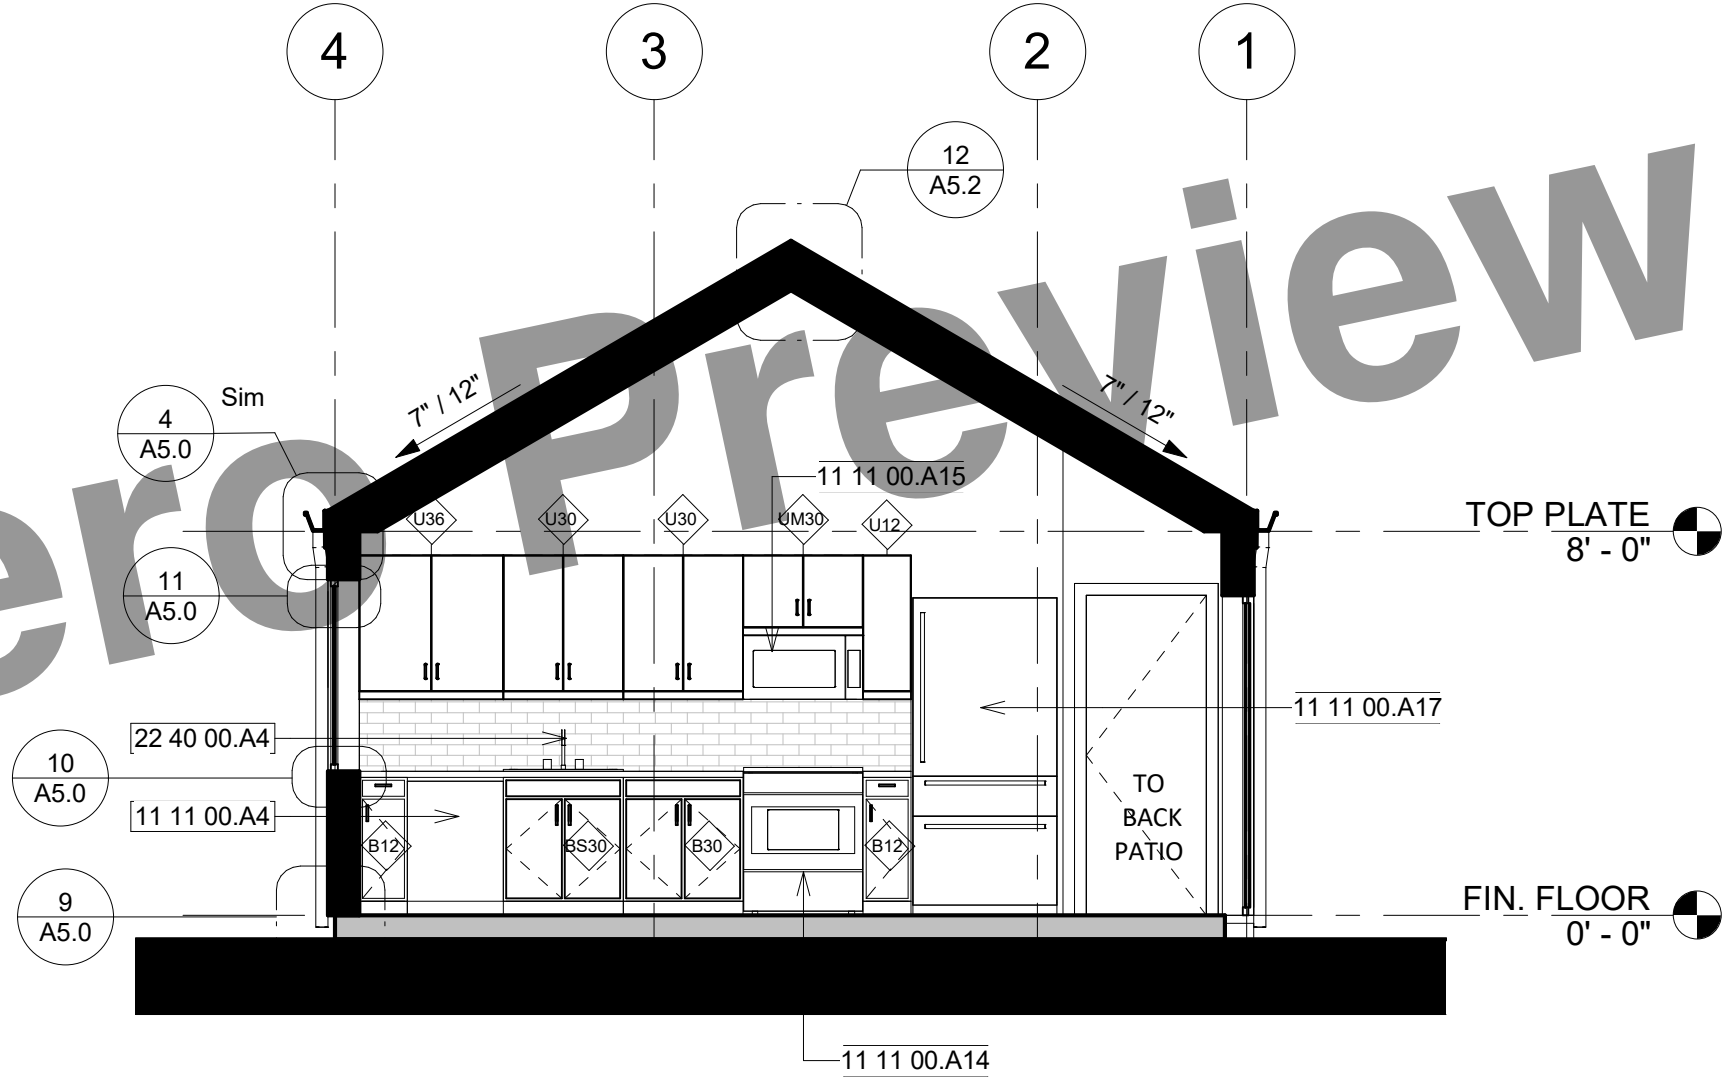 4
3
2
1
12
A5.2
7" / 12"
7" / 12"
4
A5.0
Sim
11 11 00.A15
U36
U30
U30
UM30
U12
TOP PLATE
8' - 0"
11
A5.0
11 11 00.A17
22 40 00.A4
10
A5.0
11 11 00.A4
TO
BACK
PATIO
B12
BS30
B30
B12
9
A5.0
FIN. FLOOR
0' - 0"
11 11 00.A14
ero Preview